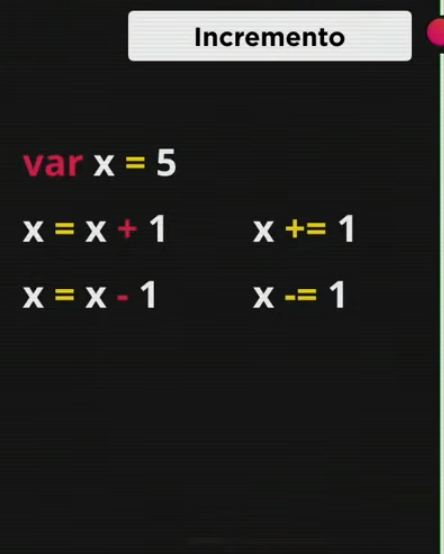 Incremento
var x = 5
x = x + 1 x += 1
x = x - 1 x -= 1